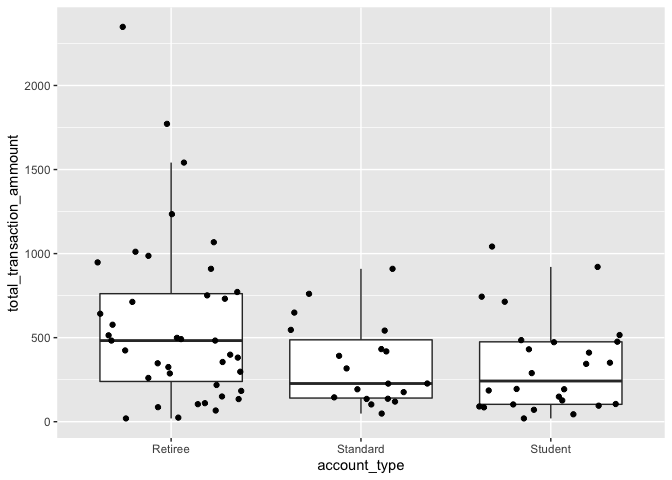 2000
1500
1000
500
0
total_transaction_ammount
Retiree Standard Student
account_type